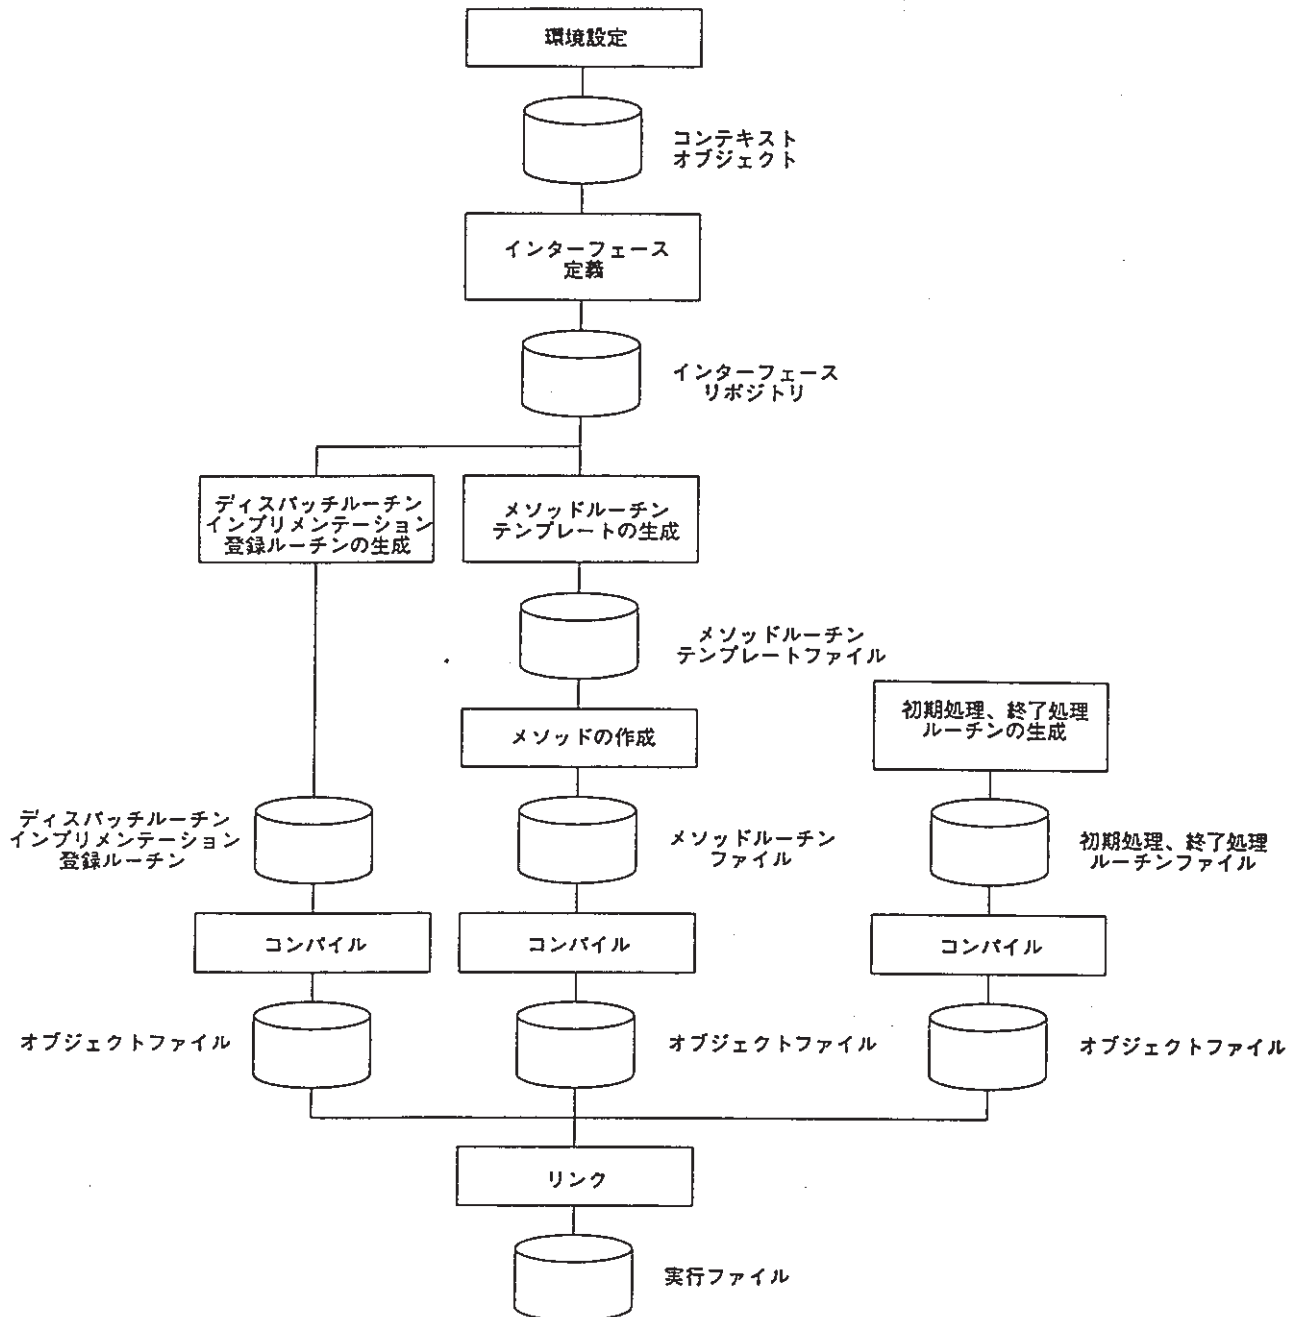 環境設定
コンテキスト
オブジェクト
インターフェース
定義
インターフェース
リポジトリ
ディスパッチルーチン
インプリメンテーション
登録ルーチンの生成
メソッドルーチン
テンプレートの生成
メソッドルーチン
テンプレートファイル
初期処理、終了処理
ルーチンの生成
メソッドの作成
ディスパッチルーチン
インプリメンテーション
登録ルーチン
メソッドルーチン
ファイル
初期処理、終了処理
ルーチンファイル
コンパイル
コンパイル
コンパイル
オブジェクトファイル
オブジェクトファイル
オブジェクトファイル
リンク
実行ファイル